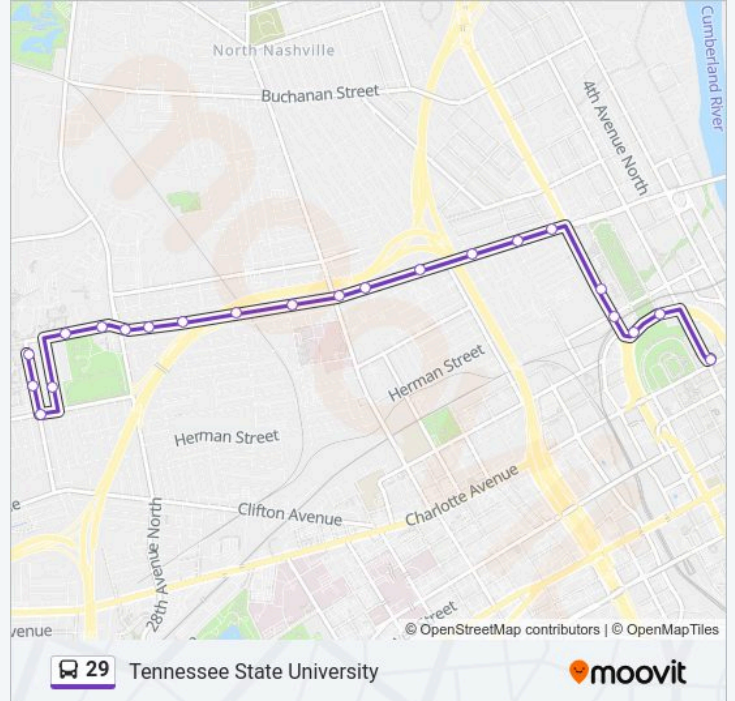 North Nashville
Cumberland River
Buchanan Street
4th Avenue North
Herman Street
Herman Street
Charlotte Avenue
Clifton Avenue
28th Avenue North
e
venue
street
© OpenStreetMap contributors | © OpenMapTiles
29 Tennessee State University
moovit